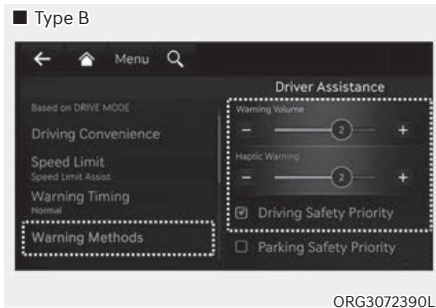 ■ Type B
Menu
Driver Assistance
Based on DRIVE MODE
Driving Convenience
Speed Limit
Speed Limit Assist
Warning Timing
Normal
Warning Methods
Warning Volume
- 2 +
Haptic Warning
- 2 +
Driving Safety Priority
Parking Safety Priority
ORG3072390L